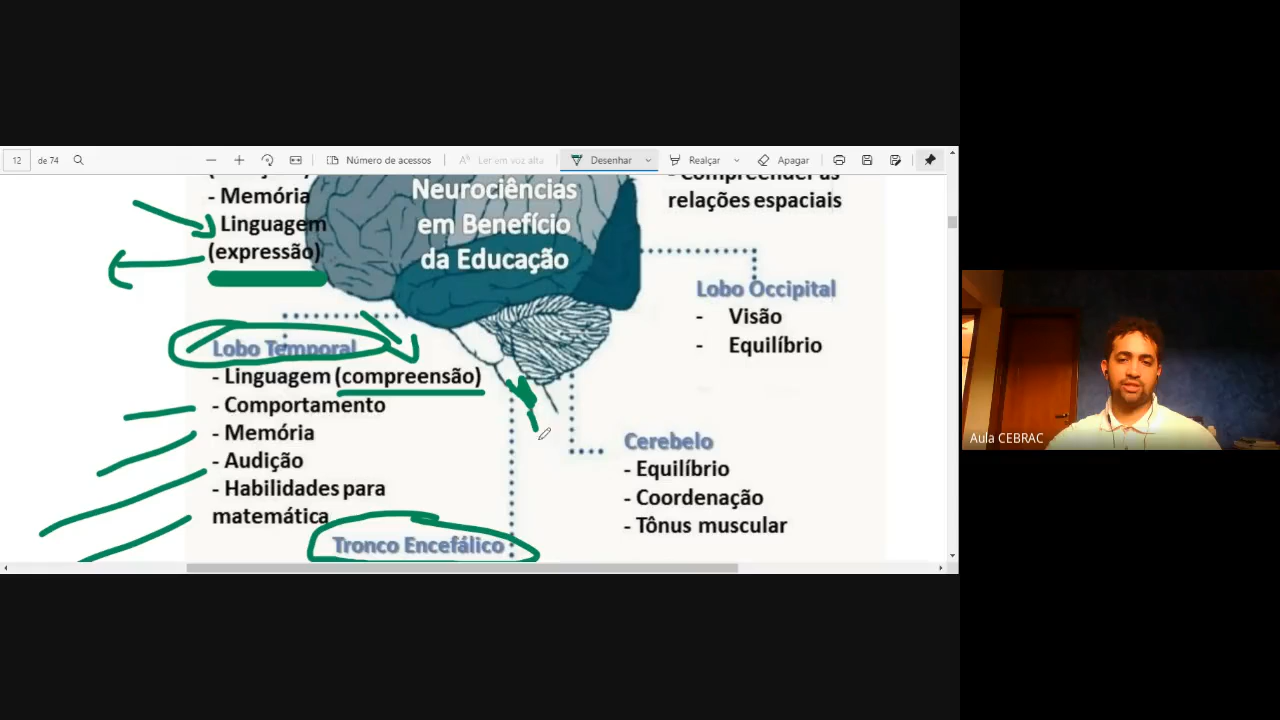 12 de 74 Número de acessos Ler em voz alta Desenhar Realçar Apagar
- Memória
- Linguagem
(expressão)
Neurociências
em Benefício
da Educação
- Compreender as
relações espaciais
Lobo Occipital
- Visão
- Equilíbrio
Lobo Temporal
- Linguagem (compreensão)
- Comportamento
- Memória
- Audição
- Habilidades para
matemática
Cerebelo
- Equilíbrio
- Coordenação
- Tônus muscular
Tronco Encefálico
Aula CEBRAC